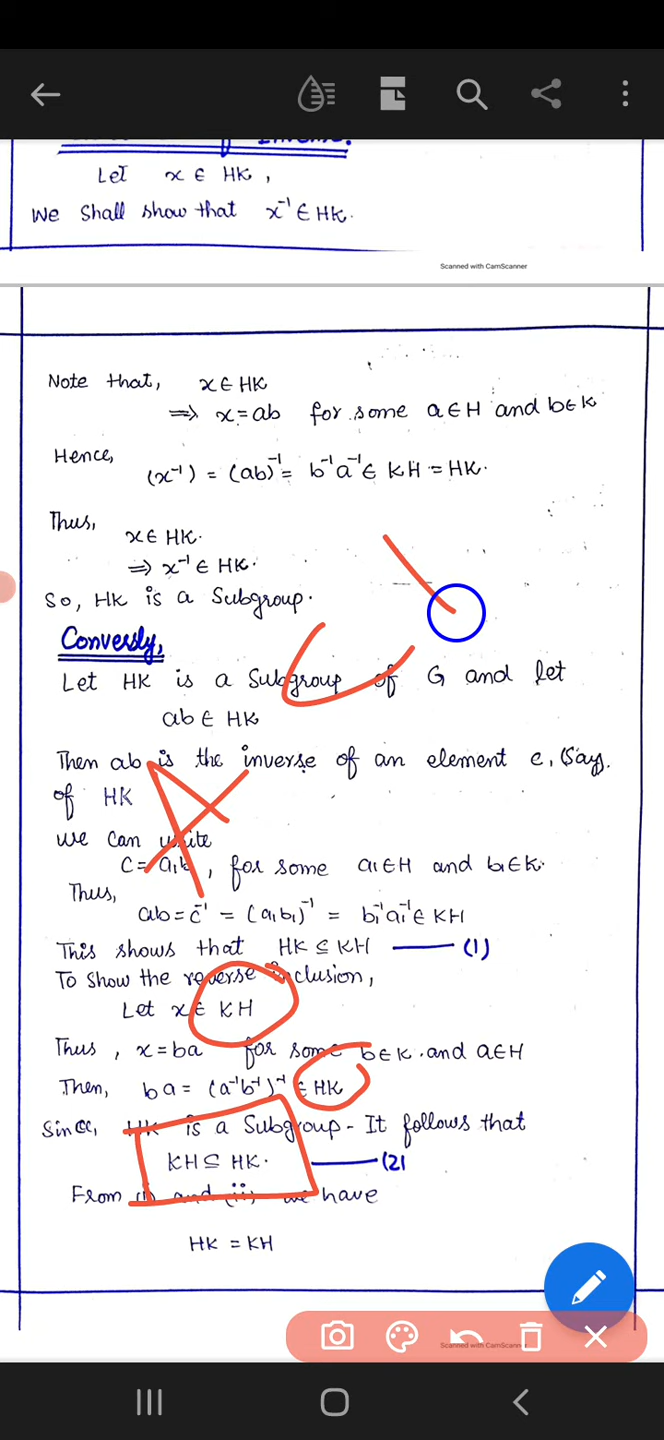 Let x ∈ HK,
We shall show that x⁻¹ ∈ HK.
Scanned with CamScanner
Note that, x ∈ HK
⟹ x = ab for some a ∈ H and b ∈ K
Hence,
(x⁻¹) = (ab)⁻¹ = b⁻¹a⁻¹ ∈ KH = HK.
Thus,
x ∈ HK.
⟹ x⁻¹ ∈ HK.
So, HK is a Subgroup.
Conversly,
Let HK is a Subgroup of G and let
ab ∈ HK
Then ab is the inverse of an element c, (Say).
of HK
We can write
C = a₁b₁, for some a₁ ∈ H and b₁ ∈ K.
Thus,
ab = c⁻¹ = (a₁b₁)⁻¹ = b₁⁻¹a₁⁻¹ ∈ KH
This shows that HK ⊆ KH —— (1)
To show the reverse inclusion,
Let x ∈ KH
Thus, x = ba for some b ∈ K. and a ∈ H
Then, ba = (a⁻¹b⁻¹)⁻¹ ∈ HK
Since, HK is a Subgroup - It follows that
KH ⊆ HK. —— (2)
From (i) and (ii) we have
HK = KH
Scanned with CamScanner